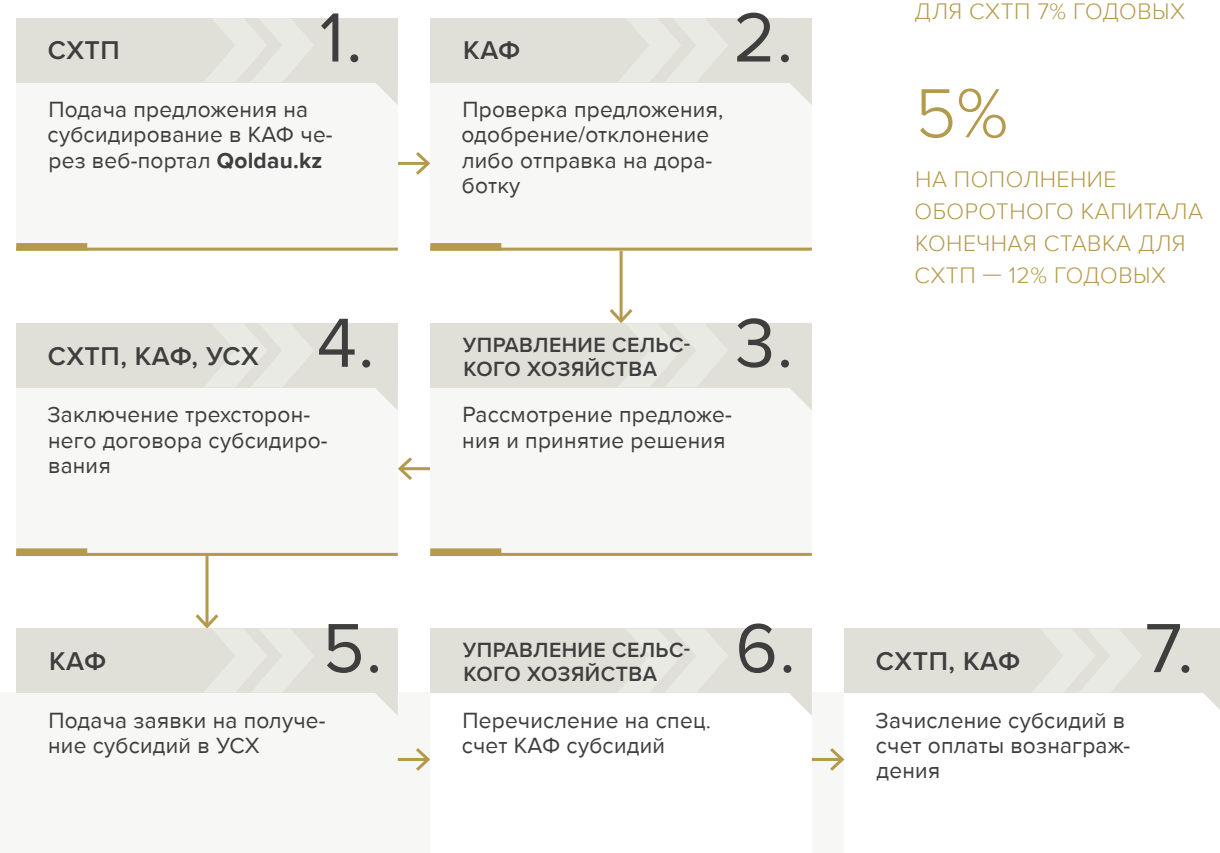 СХТП
1.
Подача предложения на
субсидирование в КАФ че-
рез веб-портал Qoldau.kz
КАФ
2.
Проверка предложения,
одобрение/отклонение
либо отправка на дора-
ботку
ДЛЯ СХТП 7% ГОДОВЫХ
5%
НА ПОПОЛНЕНИЕ
ОБОРОТНОГО КАПИТАЛА
КОНЕЧНАЯ СТАВКА ДЛЯ
СХТП — 12% ГОДОВЫХ
УПРАВЛЕНИЕ СЕЛЬС-
КОГО ХОЗЯЙСТВА
3.
Рассмотрение предложе-
ния и принятие решения
СХТП, КАФ, УСХ
4.
Заключение трехсторон-
него договора субсидиро-
вания
КАФ
5.
Подача заявки на получе-
ние субсидий в УСХ
УПРАВЛЕНИЕ СЕЛЬС-
КОГО ХОЗЯЙСТВА
6.
Перечисление на спец.
счет КАФ субсидий
СХТП, КАФ
7.
Зачисление субсидий в
счет оплаты вознаграж-
дения